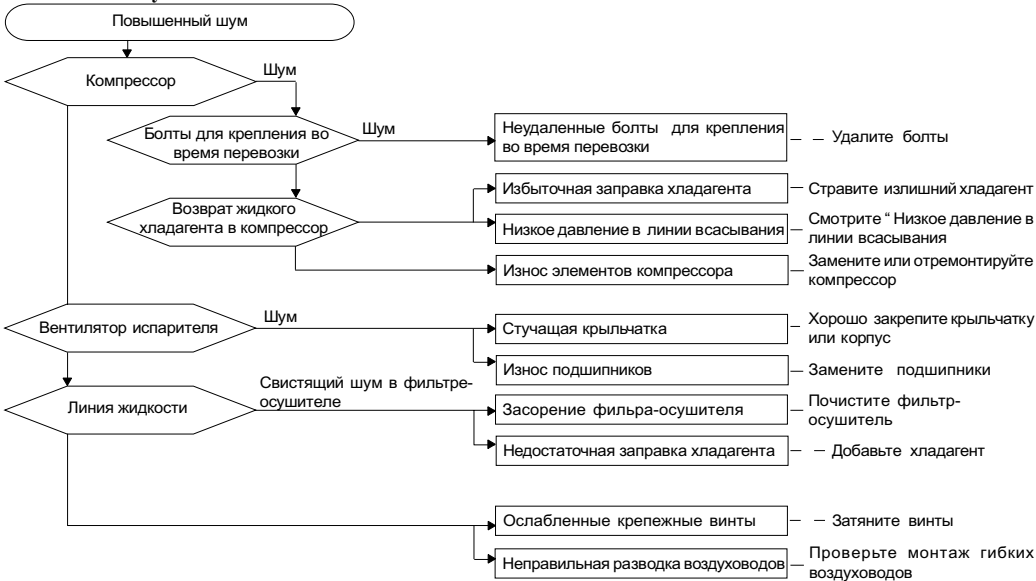 Повышенный шум
Компрессор
Шум
Болты для крепления во
время перевозки
Шум
Неудаленные болты для крепления
во время перевозки
Удалите болты
Возврат жидкого
хладагента в компрессор
Избыточная заправка хладагента
Стравите излишний хладагент
Низкое давление в линии всасывания
Смотрите “ Низкое давление в
линии всасывания
Износ элементов компрессора
Замените или отремонтируйте
компрессор
Вентилятор испарителя
Шум
Стучащая крыльчатка
Хорошо закрепите крыльчатку
или корпус
Износ подшипников
Замените подшипники
Линия жидкости
Свистящий шум в фильтре-
осушителе
Засорение фильра-осушителя
Почистите фильтр-
осушитель
Недостаточная заправка хладагента
Добавьте хладагент
Ослабленные крепежные винты
Затяните винты
Неправильная разводка воздуховодов
Проверьте монтаж гибких
воздуховодов